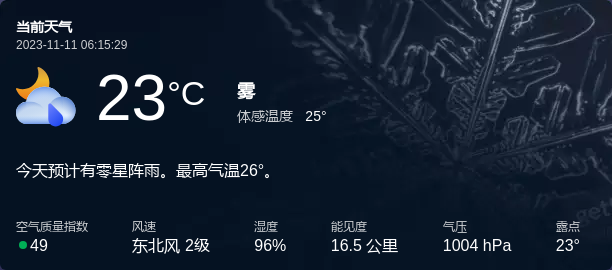 当前天气
2023-11-11 06:15:29
23°C
雾
体感温度 25°
今天预计有零星阵雨。最高气温26°。
空气质量指数 风速 湿度 能见度 气压 露点
49 东北风 2级 96% 16.5 公里 1004 hPa 23°